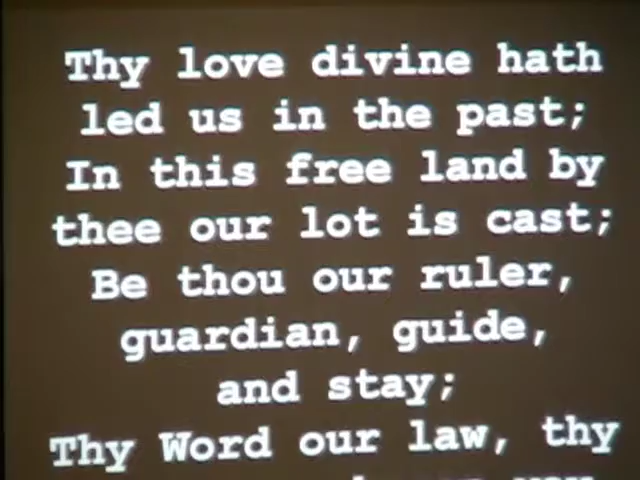 Thy love divine hath
led us in the past;
In this free land by
thee our lot is cast;
Be thou our ruler,
guardian, guide,
and stay;
Thy Word our law, thy